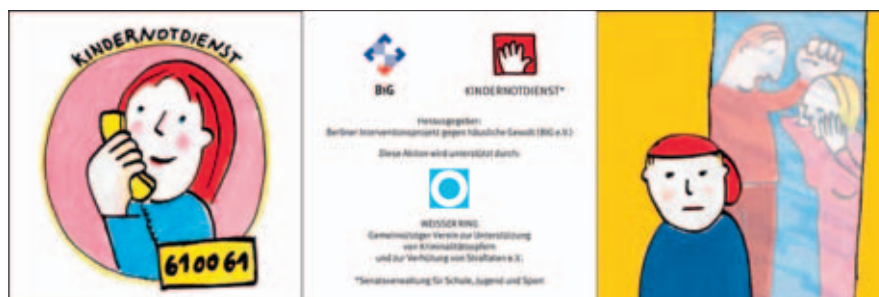 KINDERNOTDIENST
610061
BIG
KINDERNOTDIENST*
Herausgeber:
Berliner Interventionsprojekt gegen häusliche Gewalt (BIG e.V.)
Diese Aktion wird unterstützt durch:
WEISSER RING
Gemeinnütziger Verein zur Unterstützung
von Kriminalitätsopfern
und zur Verhütung von Straftaten e.V.
*Senatsverwaltung für Schule, Jugend und Sport